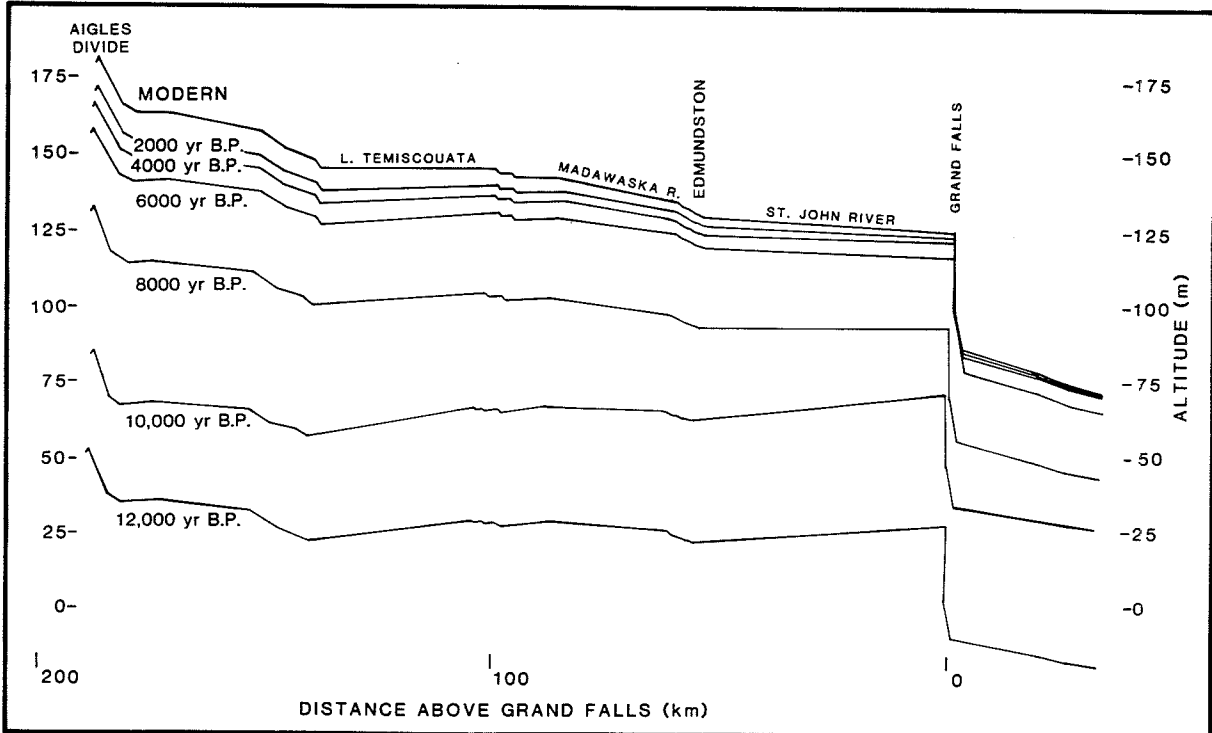 AIGLES
DIVIDE
175-
MODERN
EDMUNDSTON
GRAND FALLS
-175
2000 yr B.P.
150-
4000 yr B.P.
L. TEMISCOUATA
MADAWASKA R.
-150
6000 yr B.P.
ST. JOHN RIVER
125-
-125
8000 yr B.P.
100-
-100
ALTITUDE (m)
75-
-75
10,000 yr B.P.
50-
-50
12,000 yr B.P.
25-
-25
0-
-0
200
100
0
DISTANCE ABOVE GRAND FALLS (km)